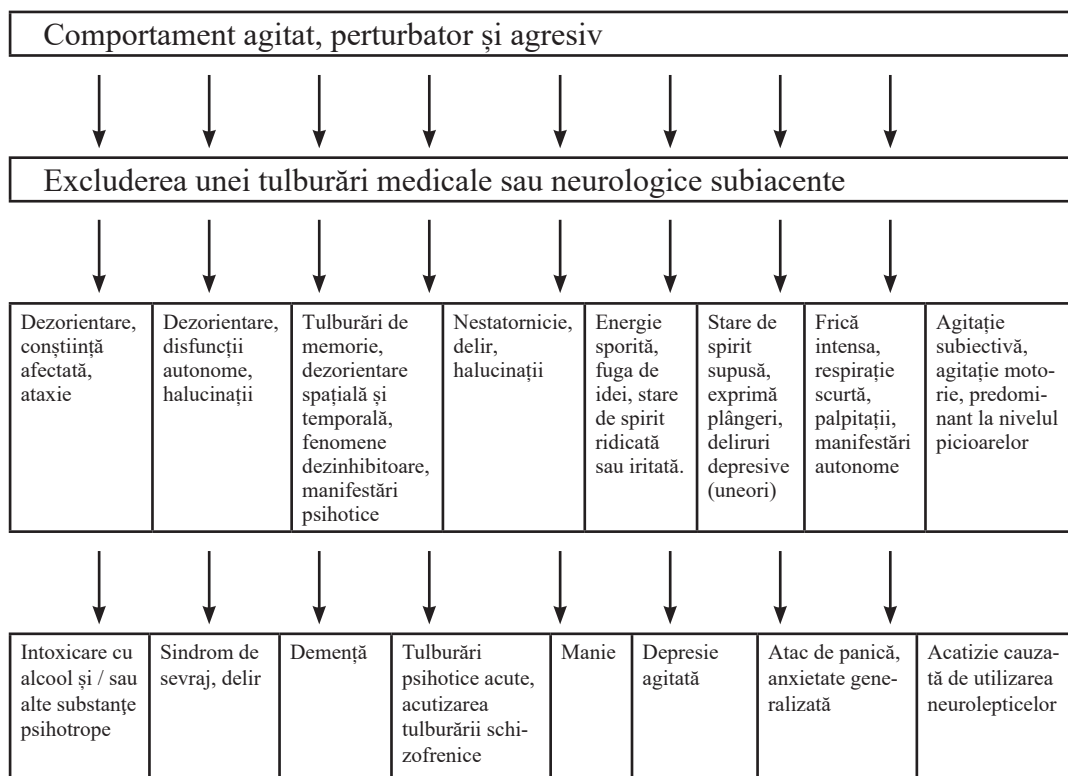 Comportament agitat, perturbator și agresiv
Excluderea unei tulburări medicale sau neurologice subiacente
Dezorientare,
conștiință
afectată,
ataxie
Dezorientare,
disfuncții
autonome,
halucinații
Tulburări de
memorie,
dezorientare
spațială și
temporală,
fenomene
dezinhibitoare,
manifestări
psihotice
Nestatornicie,
delir,
halucinații
Energie
sporită,
fuga de
idei, stare
de spirit
ridicată
sau iritată.
Stare de
spirit
supusă,
exprimă
plângeri,
deliruri
depresive
(uneori)
Frică
intensa,
respirație
scurtă,
palpitații,
manifestări
autonome
Agitație
subiectivă,
agitație moto-
rie, predomi-
nant la nivelul
picioarelor
Intoxicare cu
alcool și / sau
alte substanţe
psihotrope
Sindrom de
sevraj, delir
Demență
Tulburări
psihotice acute,
acutizarea
tulburării schi-
zofrenice
Manie
Depresie
agitată
Atac de panică,
anxietate gene-
ralizată
Acatizie cauza-
tă de utilizarea
neurolepticelor